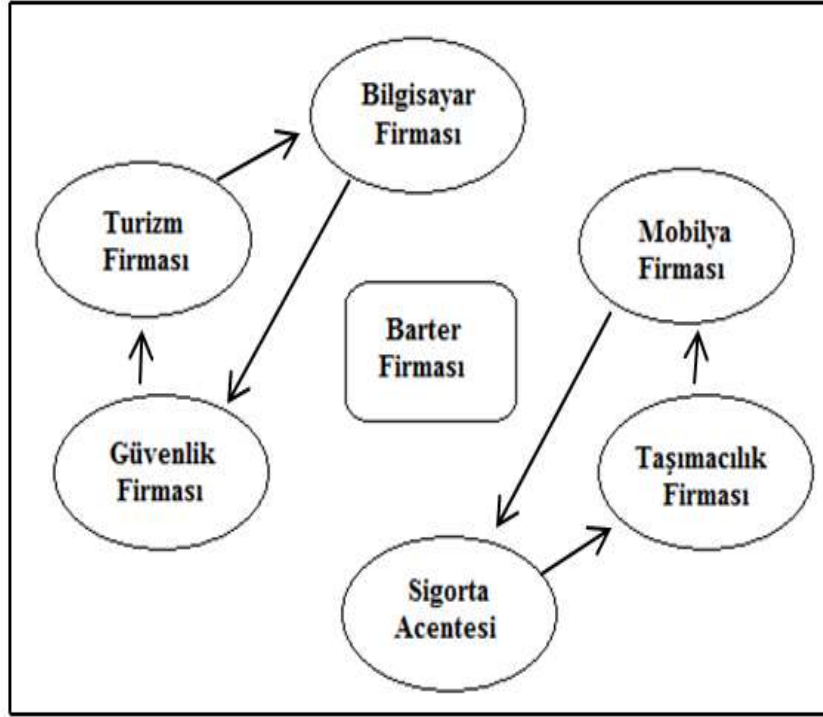 Bilgisayar
Firması
Turizm
Firması
Mobilya
Firması
Barter
Firması
Güvenlik
Firması
Taşımacılık
Firması
Sigorta
Acentesi